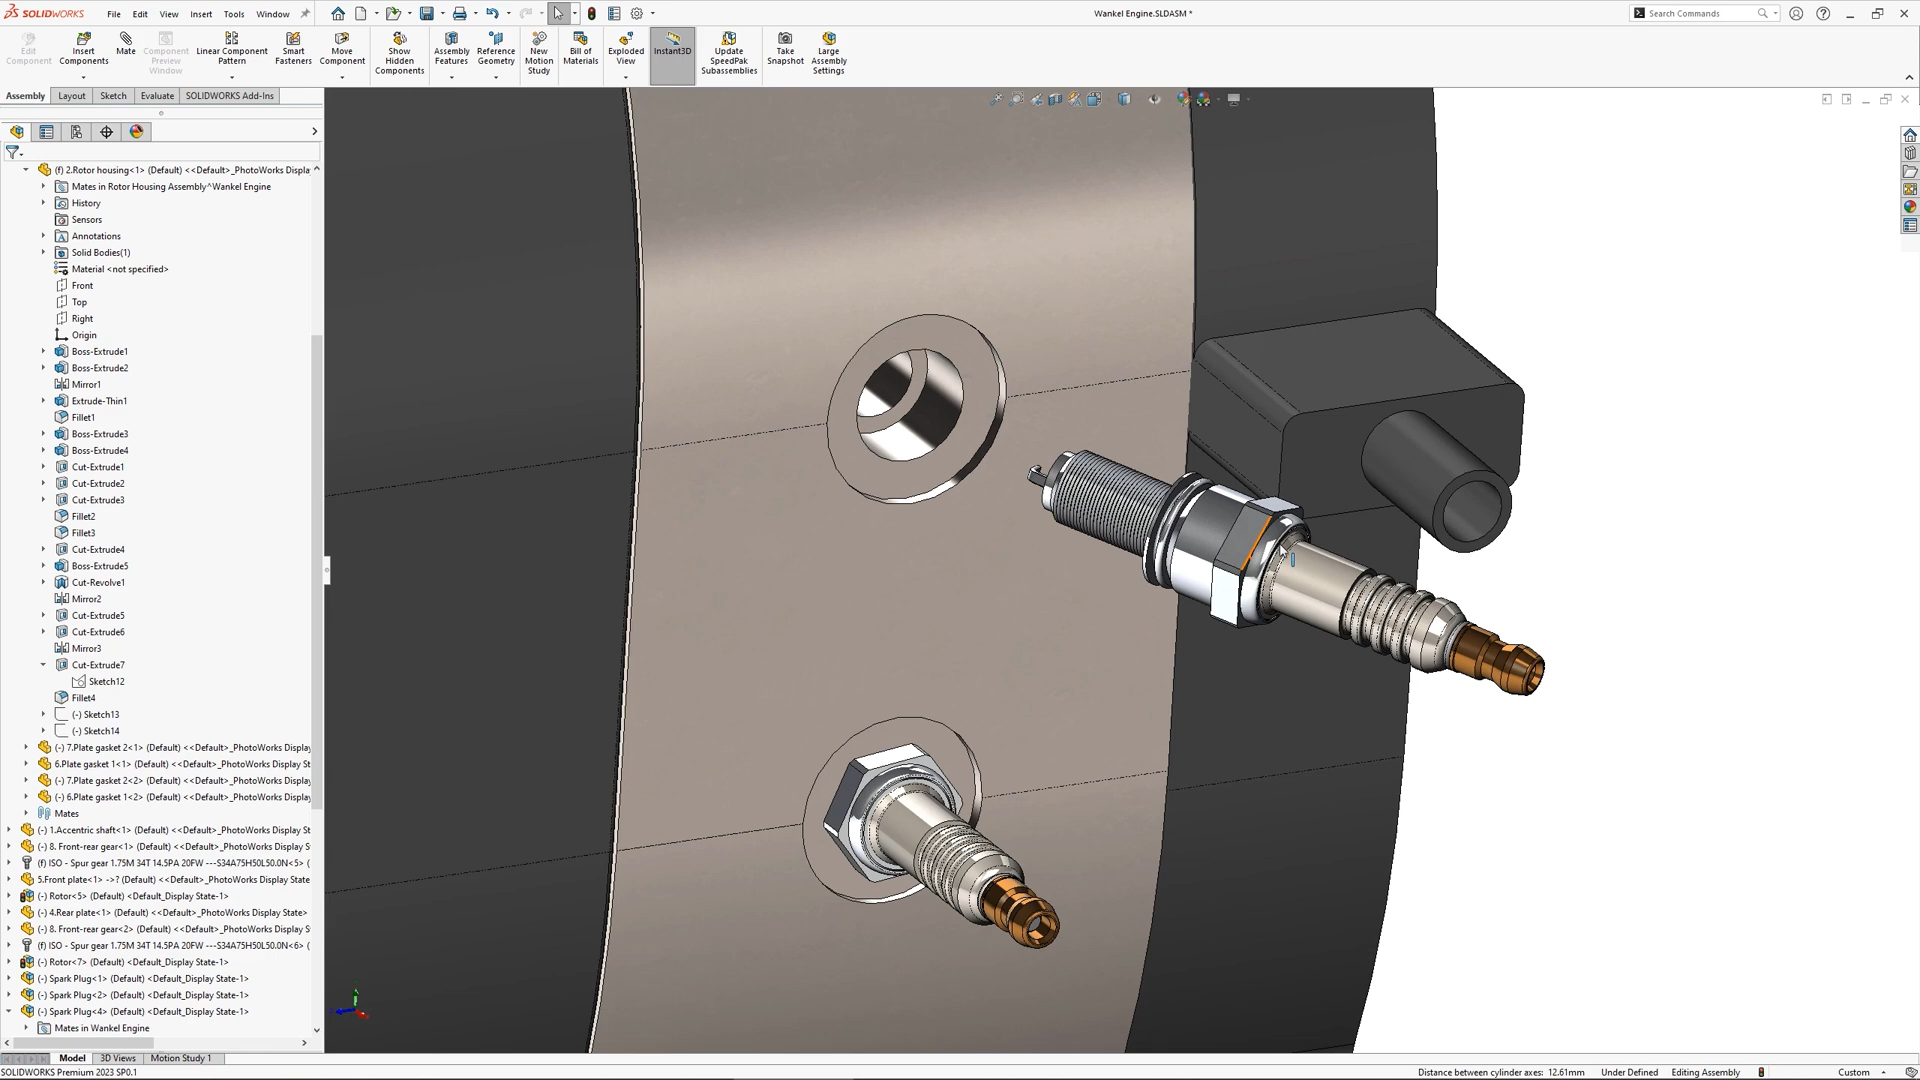 SOLIDWORKS File Edit View Insert Tools Window
Wankel Engine.SLDASM *
Search Commands
Edit Component
Insert Components
Mate
Component Preview Window
Linear Component Pattern
Smart Fasteners
Move Component
Show Hidden Components
Assembly Features
Reference Geometry
New Motion Study
Bill of Materials
Exploded View
Instant3D
Update SpeedPak Subassemblies
Take Snapshot
Large Assembly Settings
Assembly Layout Sketch Evaluate SOLIDWORKS Add-Ins
(f) 2.Rotor housing<1> (Default) <<Default>_PhotoWorks Displa
Mates in Rotor Housing Assembly^Wankel Engine
History
Sensors
Annotations
Solid Bodies(1)
Material <not specified>
Front
Top
Right
Origin
Boss-Extrude1
Boss-Extrude2
Mirror1
Extrude-Thin1
Fillet1
Boss-Extrude3
Boss-Extrude4
Cut-Extrude1
Cut-Extrude2
Cut-Extrude3
Fillet2
Fillet3
Cut-Extrude4
Boss-Extrude5
Cut-Revolve1
Mirror2
Cut-Extrude5
Cut-Extrude6
Mirror3
Cut-Extrude7
Sketch12
Fillet4
(-) Sketch13
(-) Sketch14
(-) 7.Plate gasket 2<1> (Default) <<Default>_PhotoWorks Display
6.Plate gasket 1<1> (Default) <<Default>_PhotoWorks Display St
(-) 7.Plate gasket 2<2> (Default) <<Default>_PhotoWorks Display
(-) 6.Plate gasket 1<2> (Default) <<Default>_PhotoWorks Display
Mates
(-) 1.Accentric shaft<1> (Default) <<Default>_PhotoWorks Display St
(-) 8. Front-rear gear<1> (Default) <<Default>_PhotoWorks Display S
(f) ISO - Spur gear 1.75M 34T 14.5PA 20FW ---S34A75H50L50.0N<5> (
5.Front plate<1> ->? (Default) <<Default>_PhotoWorks Display State
(-) Rotor<5> (Default) <Default_Display State-1>
(-) 4.Rear plate<1> (Default) <<Default>_PhotoWorks Display State>
(-) 8. Front-rear gear<2> (Default) <<Default>_PhotoWorks Display S
(f) ISO - Spur gear 1.75M 34T 14.5PA 20FW ---S34A75H50L50.0N<6> (
(-) Rotor<7> (Default) <Default_Display State-1>
(-) Spark Plug<1> (Default) <Default_Display State-1>
(-) Spark Plug<2> (Default) <Default_Display State-1>
(-) Spark Plug<4> (Default) <Default_Display State-1>
Mates in Wankel Engine
Model 3D Views Motion Study 1
SOLIDWORKS Premium 2023 SP0.1
Distance between cylinder axes: 12.61mm Under Defined Editing Assembly Custom